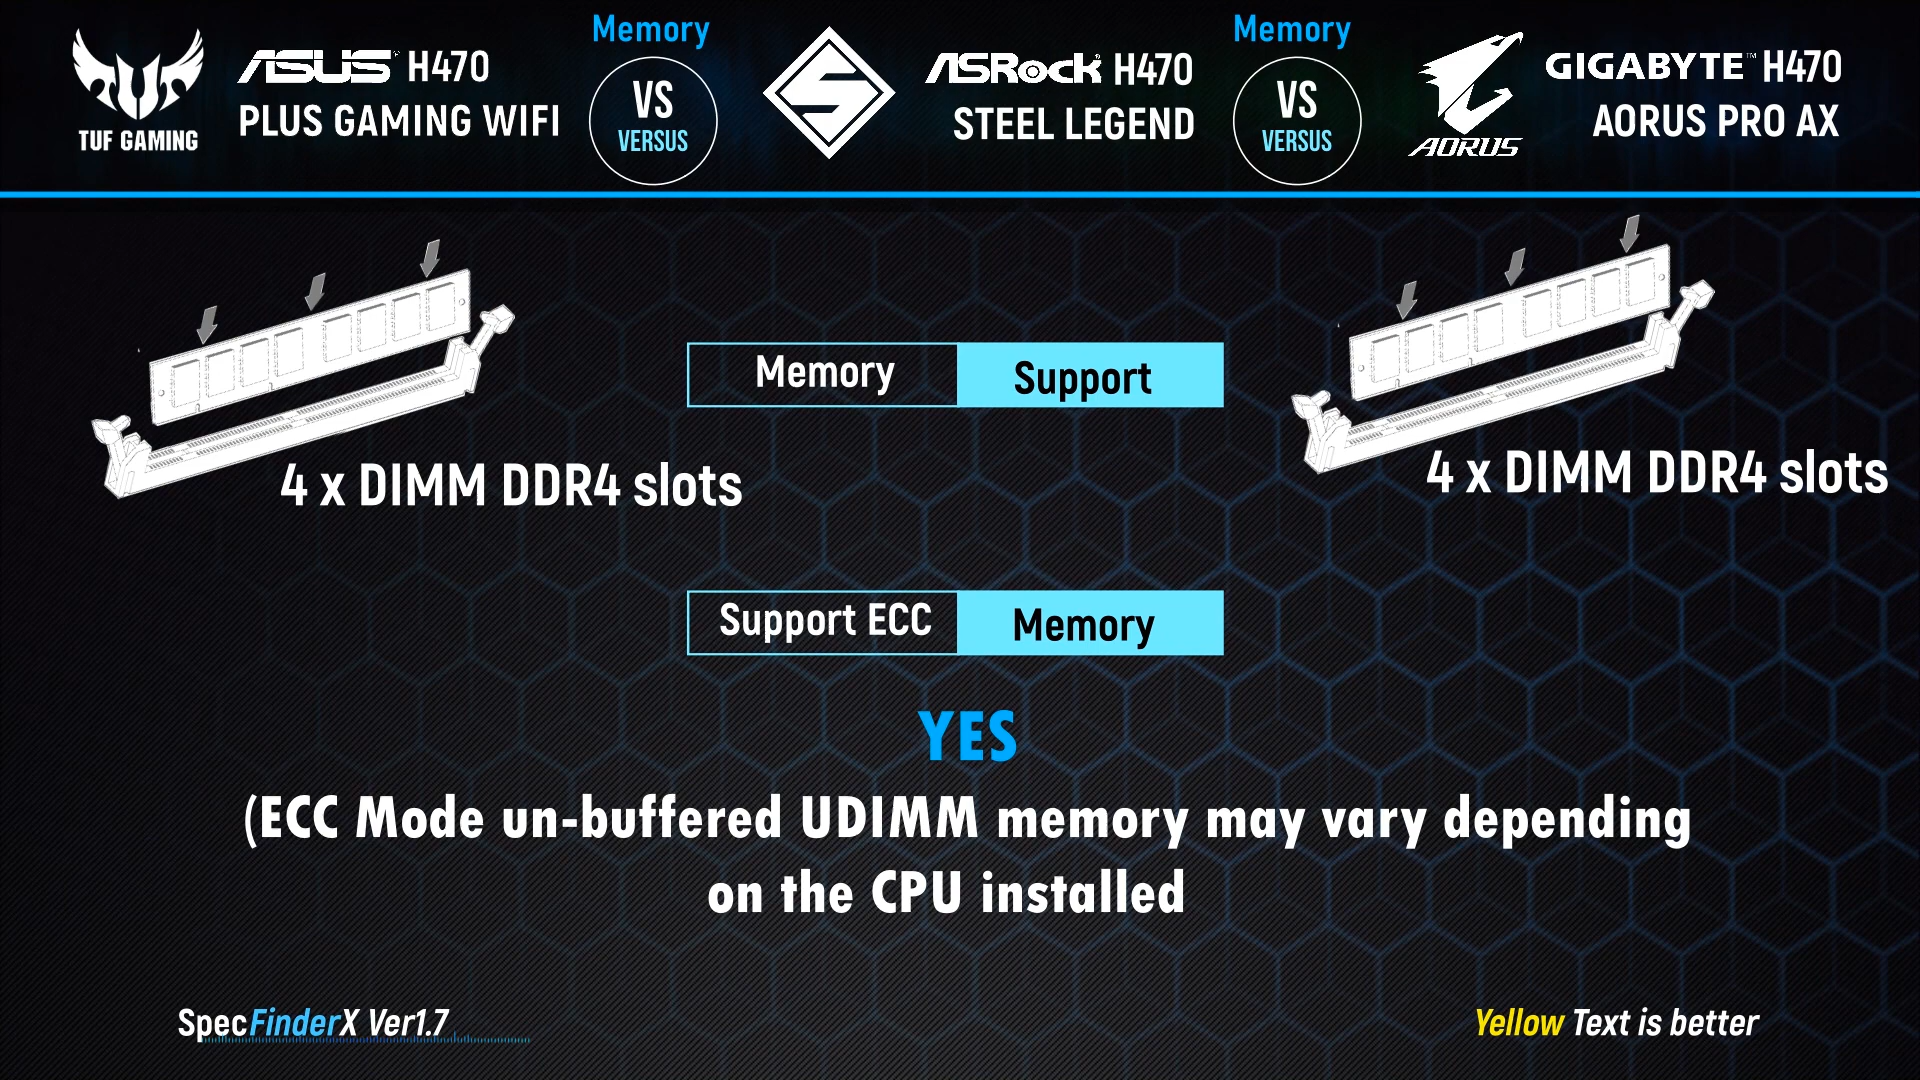 Memory
Memory
ASUS H470
PLUS GAMING WIFI
TUF GAMING
VS
VERSUS
ASRock H470
STEEL LEGEND
VS
VERSUS
AORUS
GIGABYTE™ H470
AORUS PRO AX
Memory Support
4 x DIMM DDR4 slots
4 x DIMM DDR4 slots
Support ECC Memory
YES
(ECC Mode un-buffered UDIMM memory may vary depending
on the CPU installed
SpecFinderX Ver1.7
Yellow Text is better